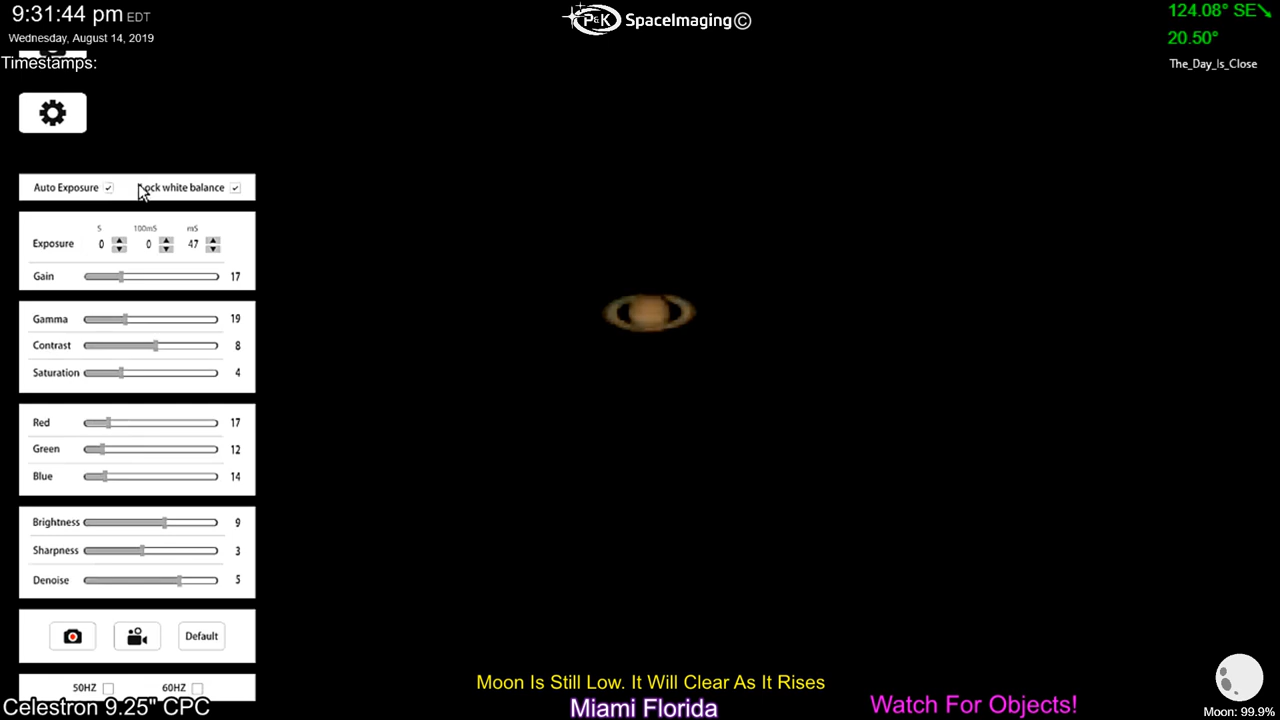 9:31:44 pm EDT
Wednesday, August 14, 2019
Timestamps:
P&K SpaceImaging©
124.08° SE↘
20.50°
The_Day_Is_Close
Auto Exposure
ock white balance
S 100mS mS
Exposure 0 0 47
Gain 17
Gamma 19
Contrast 8
Saturation 4
Red 17
Green 12
Blue 14
Brightness 9
Sharpness 3
Denoise 5
Default
50HZ 60HZ
Celestron 9.25" CPC
Moon Is Still Low. It Will Clear As It Rises
Miami Florida
Watch For Objects!
Moon: 99.9%